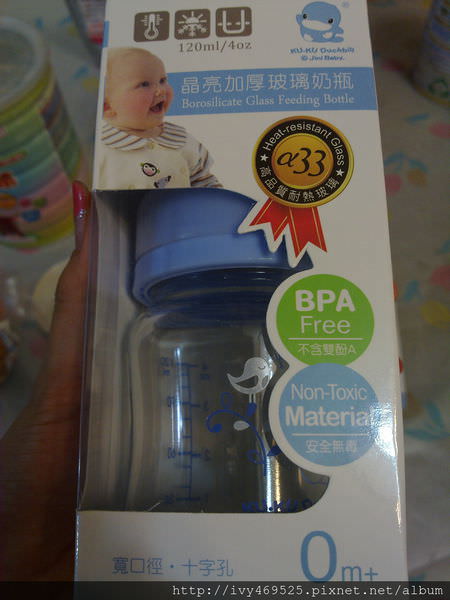 120ml/4oz
KU-KU Duckbill
© Jini Baby.
晶亮加厚玻璃奶瓶
Borosilicate Glass Feeding Bottle
Heat-resistant Glass
α33
高品質耐熱玻璃
BPA
Free
不含雙酚A
Non-Toxic
Material
安全無毒
寬口徑・十字孔
0m+
http://ivy469525.pixnet.net/album